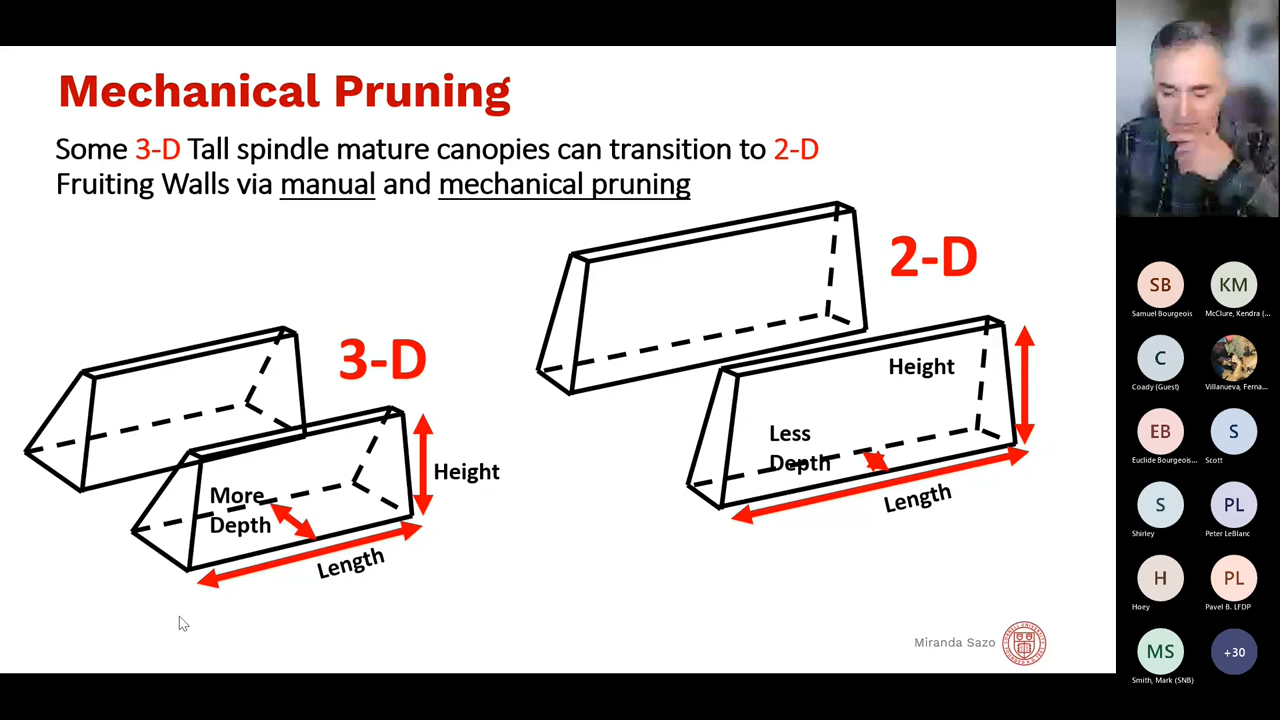 Mechanical Pruning
Some 3-D Tall spindle mature canopies can transition to 2-D
Fruiting Walls via manual and mechanical pruning
2-D
3-D
Height
Less
Depth
Length
Height
More
Depth
Length
Miranda Sazo
SB
Samuel Bourgeois
KM
McClure, Kendra (...
C
Coady (Guest)
Villanueva, Ferna...
EB
Euclide Bourgeois...
S
Scott
S
Shirley
PL
Peter LeBlanc
H
Hoey
PL
Pavel B. LFDP
MS
Smith, Mark (SNB)
+30